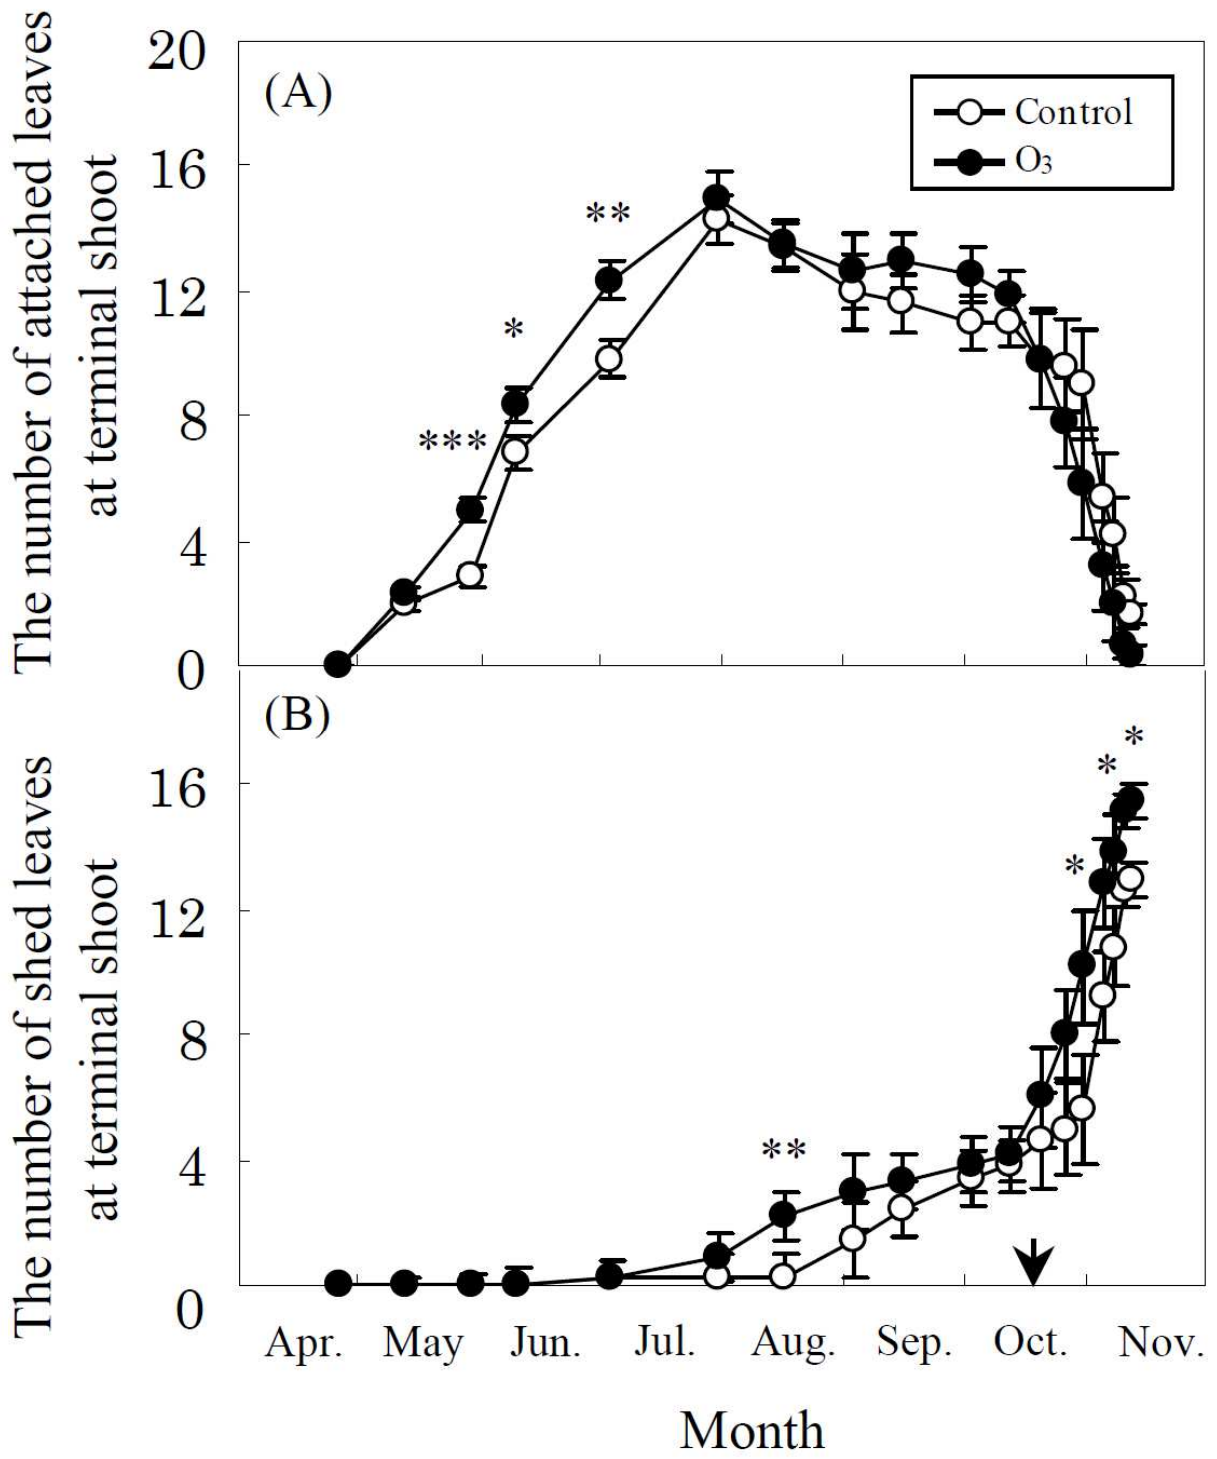 The number of attached leaves
at terminal shoot
20
16
12
8
4
0
(A)
Control
O₃
**
*
***
The number of shed leaves
at terminal shoot
16
12
8
4
0
(B)
*
*
*
**
Apr. May Jun. Jul. Aug. Sep. Oct. Nov.
Month